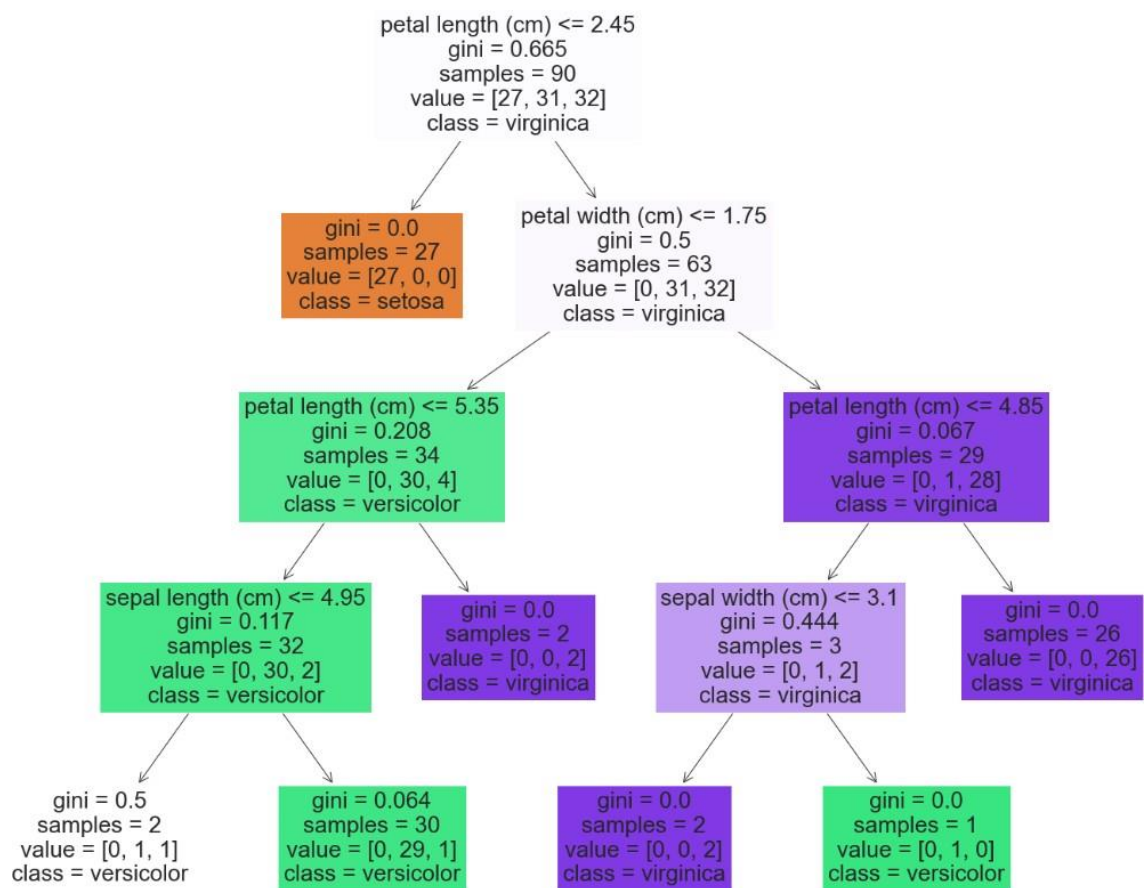 petal length (cm) <= 2.45
gini = 0.665
samples = 90
value = [27, 31, 32]
class = virginica
gini = 0.0
samples = 27
value = [27, 0, 0]
class = setosa
petal width (cm) <= 1.75
gini = 0.5
samples = 63
value = [0, 31, 32]
class = virginica
petal length (cm) <= 5.35
gini = 0.208
samples = 34
value = [0, 30, 4]
class = versicolor
petal length (cm) <= 4.85
gini = 0.067
samples = 29
value = [0, 1, 28]
class = virginica
sepal length (cm) <= 4.95
gini = 0.117
samples = 32
value = [0, 30, 2]
class = versicolor
gini = 0.0
samples = 2
value = [0, 0, 2]
class = virginica
sepal width (cm) <= 3.1
gini = 0.444
samples = 3
value = [0, 1, 2]
class = virginica
gini = 0.0
samples = 26
value = [0, 0, 26]
class = virginica
gini = 0.5
samples = 2
value = [0, 1, 1]
class = versicolor
gini = 0.064
samples = 30
value = [0, 29, 1]
class = versicolor
gini = 0.0
samples = 2
value = [0, 0, 2]
class = virginica
gini = 0.0
samples = 1
value = [0, 1, 0]
class = versicolor